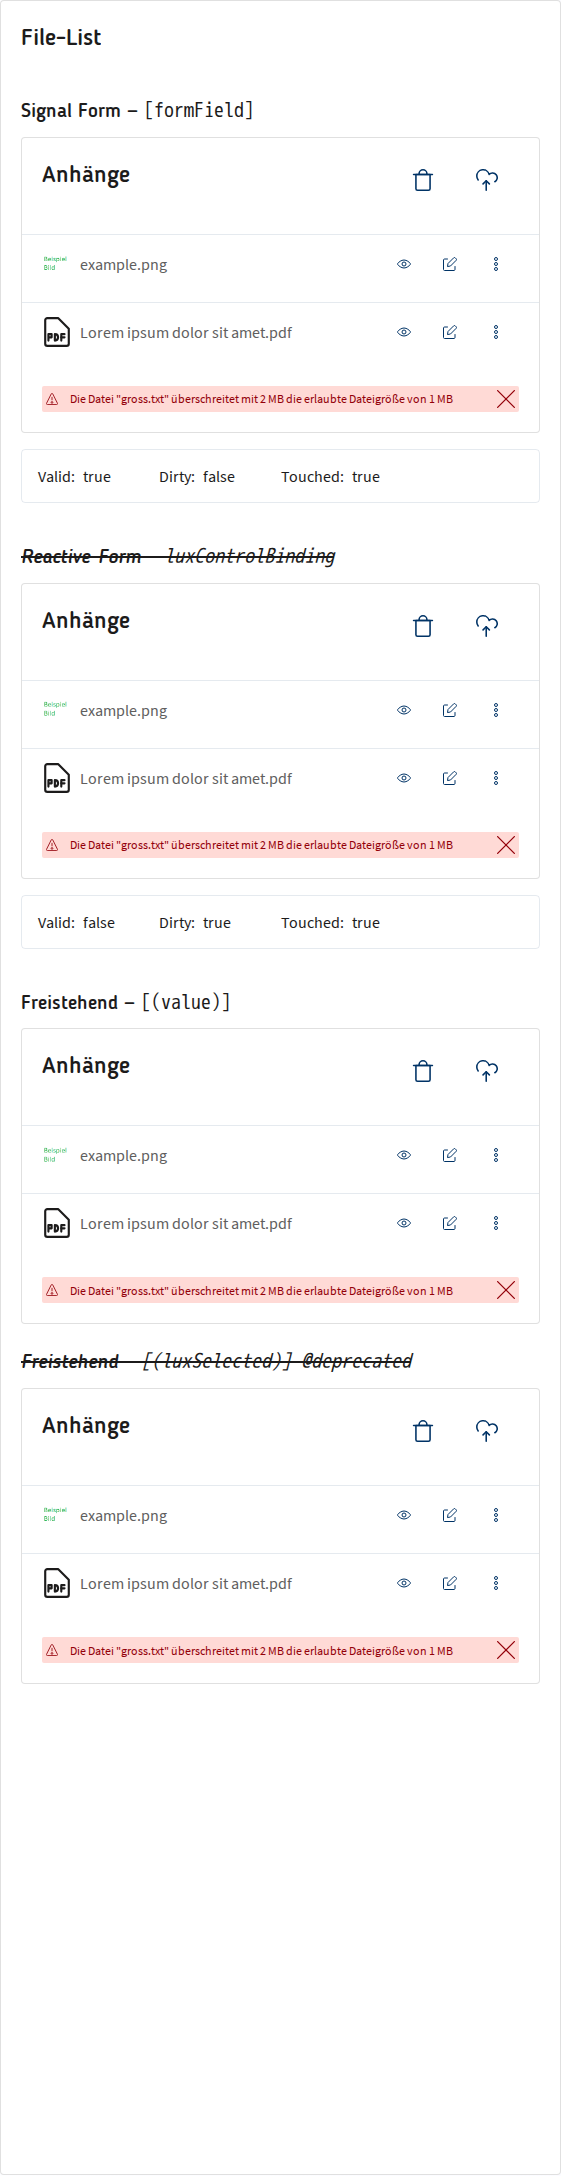 File-List
Signal Form – [formField]
Anhänge
Beispiel
Bild
example.png
PDF
Lorem ipsum dolor sit amet.pdf
Die Datei "gross.txt" überschreitet mit 2 MB die erlaubte Dateigröße von 1 MB
Valid: true Dirty: false Touched: true
Reactive Form – luxControlBinding
Anhänge
Beispiel
Bild
example.png
PDF
Lorem ipsum dolor sit amet.pdf
Die Datei "gross.txt" überschreitet mit 2 MB die erlaubte Dateigröße von 1 MB
Valid: false Dirty: true Touched: true
Freistehend – [(value)]
Anhänge
Beispiel
Bild
example.png
PDF
Lorem ipsum dolor sit amet.pdf
Die Datei "gross.txt" überschreitet mit 2 MB die erlaubte Dateigröße von 1 MB
Freistehend – [(luxSelected)] @deprecated
Anhänge
Beispiel
Bild
example.png
PDF
Lorem ipsum dolor sit amet.pdf
Die Datei "gross.txt" überschreitet mit 2 MB die erlaubte Dateigröße von 1 MB